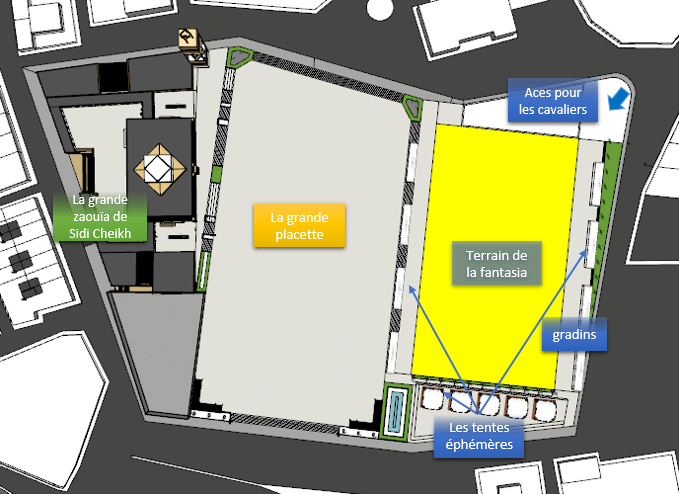 Aces pour
les cavaliers
La grande
zaouïa de
Sidi Cheikh
La grande
placette
Terrain de
la fantasia
gradins
Les tentes
éphémères